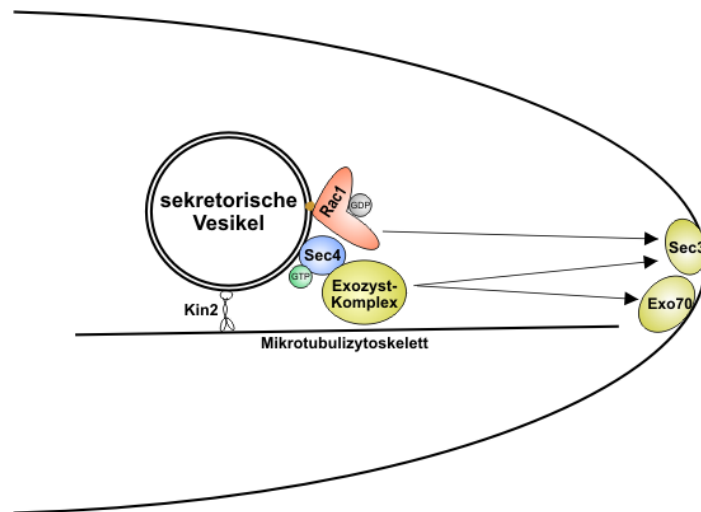 sekretorische
Vesikel
Rac1
GDP
Sec4
GTP
Exozyst-
Komplex
Kin2
Sec3
Exo70
Mikrotubulizytoskelett